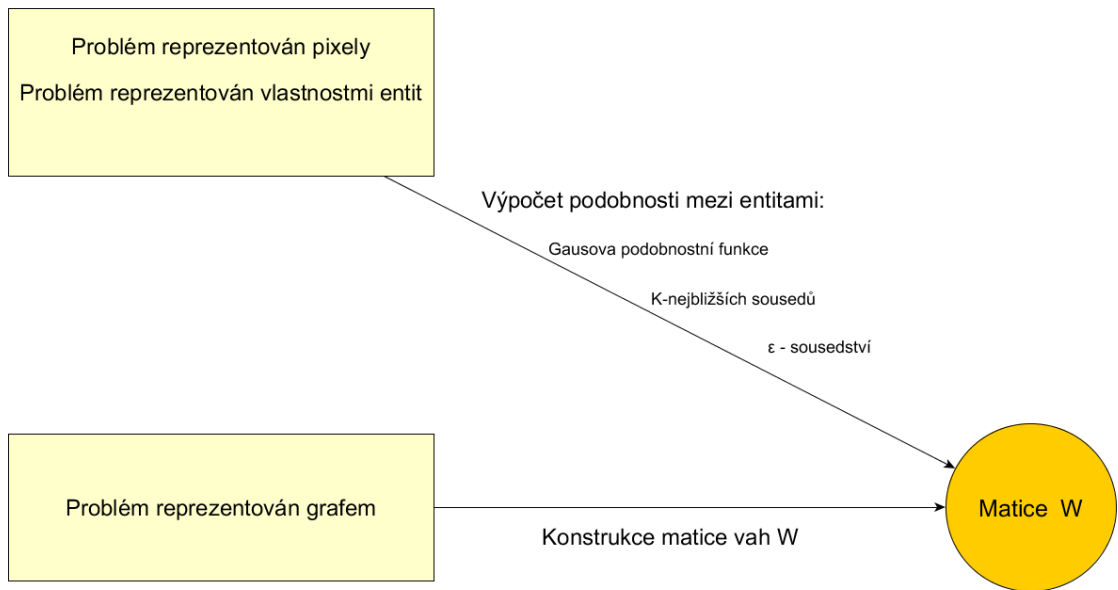 Problém reprezentován pixely
Problém reprezentován vlastnostmi entit
Výpočet podobnosti mezi entitami:
Gausova podobnostní funkce
K-nejbližších sousedů
ε - sousedství
Problém reprezentován grafem
Konstrukce matice vah W
Matice W